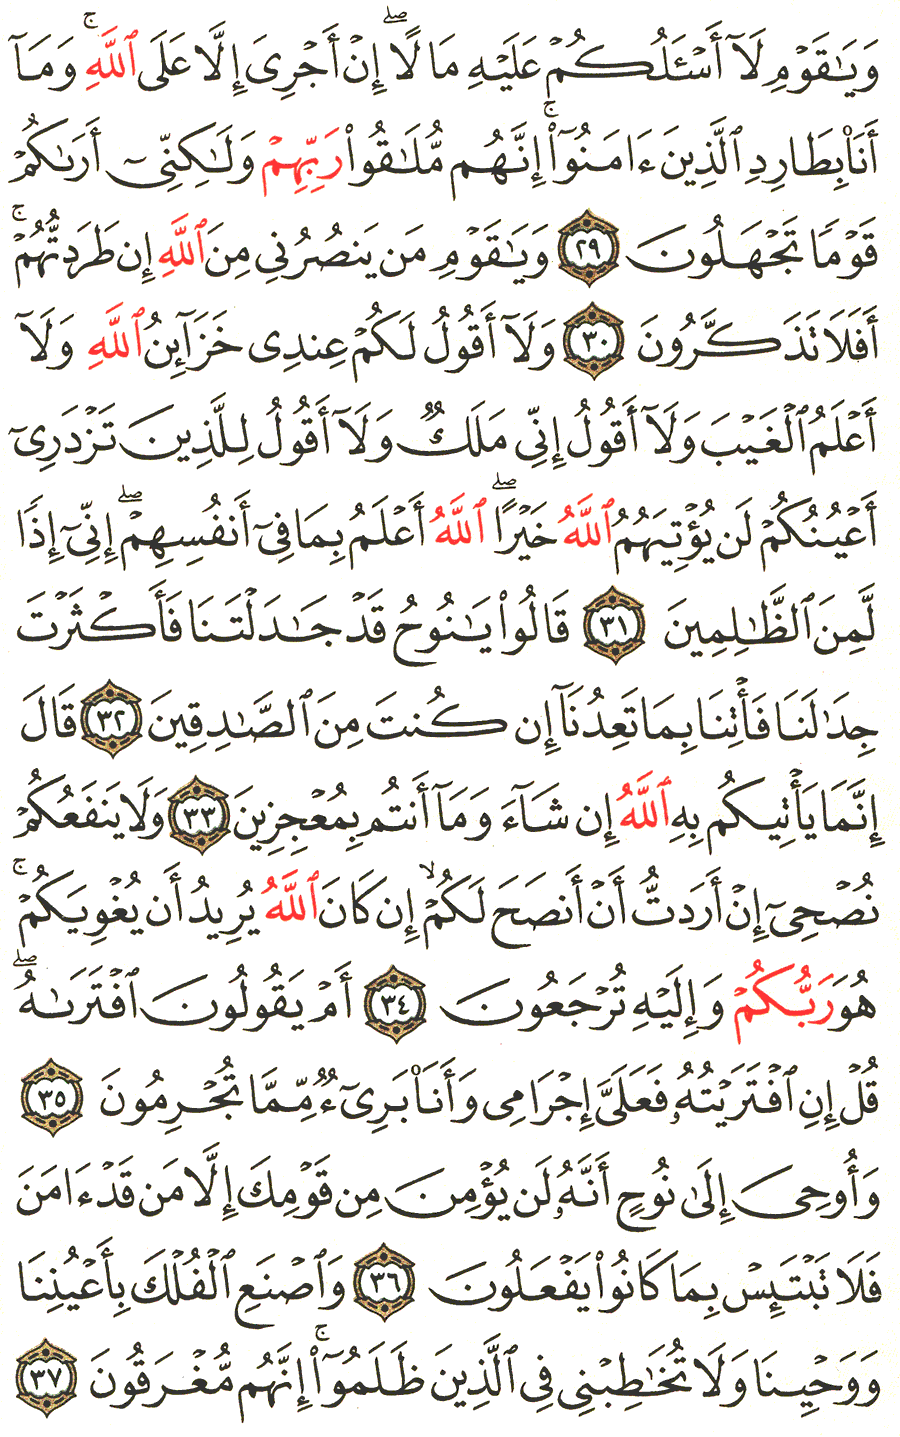 وَيَـٰقَوْمِ لَآ أَسْـَٔلُكُمْ عَلَيْهِ مَالًا ۖ إِنْ أَجْرِىَ إِلَّا عَلَى ٱللَّهِ ۚ وَمَآ
أَنَا۠ بِطَارِدِ ٱلَّذِينَ ءَامَنُوٓا۟ ۚ إِنَّهُم مُّلَـٰقُوا۟ رَبِّهِمْ وَلَـٰكِنِّىٓ أَرَىٰكُمْ
قَوْمًا تَجْهَلُونَ ٢٩ وَيَـٰقَوْمِ مَن يَنصُرُنِى مِنَ ٱللَّهِ إِن طَرَدتُّهُمْ ۚ
أَفَلَا تَذَكَّرُونَ ٣٠ وَلَآ أَقُولُ لَكُمْ عِندِى خَزَآئِنُ ٱللَّهِ وَلَآ
أَعْلَمُ ٱلْغَيْبَ وَلَآ أَقُولُ إِنِّى مَلَكٌ وَلَآ أَقُولُ لِلَّذِينَ تَزْدَرِىٓ
أَعْيُنُكُمْ لَن يُؤْتِيَهُمُ ٱللَّهُ خَيْرًا ۖ ٱللَّهُ أَعْلَمُ بِمَا فِىٓ أَنفُسِهِمْ ۖ إِنِّىٓ إِذًا
لَّمِنَ ٱلظَّـٰلِمِينَ ٣١ قَالُوا۟ يَـٰنُوحُ قَدْ جَـٰدَلْتَنَا فَأَكْثَرْتَ
جِدَٰلَنَا فَأْتِنَا بِمَا تَعِدُنَآ إِن كُنتَ مِنَ ٱلصَّـٰدِقِينَ ٣٢ قَالَ
إِنَّمَا يَأْتِيكُم بِهِ ٱللَّهُ إِن شَآءَ وَمَآ أَنتُم بِمُعْجِزِينَ ٣٣ وَلَا يَنفَعُكُمْ
نُصْحِىٓ إِنْ أَرَدتُّ أَنْ أَنصَحَ لَكُمْ ۙ إِن كَانَ ٱللَّهُ يُرِيدُ أَن يُغْوِيَكُمْ ۚ
هُوَ رَبُّكُمْ وَإِلَيْهِ تُرْجَعُونَ ٣٤ أَمْ يَقُولُونَ ٱفْتَرَىٰهُ ۖ
قُلْ إِنِ ٱفْتَرَيْتُهُۥ فَعَلَىَّ إِجْرَامِى وَأَنَا۠ بَرِىٓءٌ مِّمَّا تُجْرِمُونَ ٣٥
وَأُوحِىَ إِلَىٰ نُوحٍ أَنَّهُۥ لَن يُؤْمِنَ مِن قَوْمِكَ إِلَّا مَن قَدْ ءَامَنَ
فَلَا تَبْتَئِسْ بِمَا كَانُوا۟ يَفْعَلُونَ ٣٦ وَٱصْنَعِ ٱلْفُلْكَ بِأَعْيُنِنَا
وَوَحْيِنَا وَلَا تُخَـٰطِبْنِى فِى ٱلَّذِينَ ظَلَمُوٓا۟ ۚ إِنَّهُم مُّغْرَقُونَ ٣٧